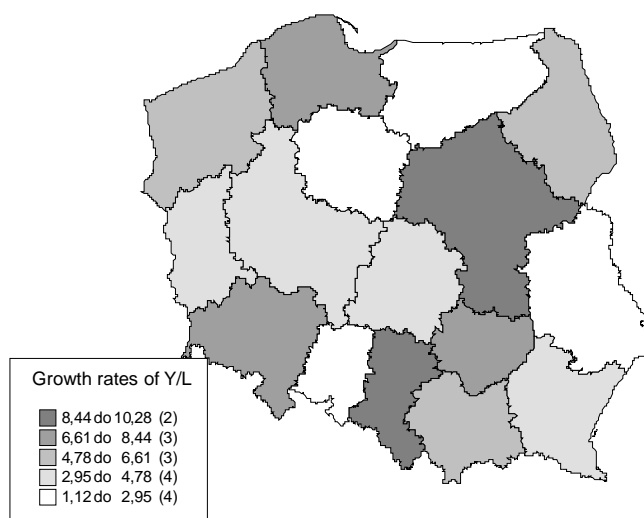 Growth rates of Y/L
8,44 do 10,28 (2)
6,61 do 8,44 (3)
4,78 do 6,61 (3)
2,95 do 4,78 (4)
1,12 do 2,95 (4)